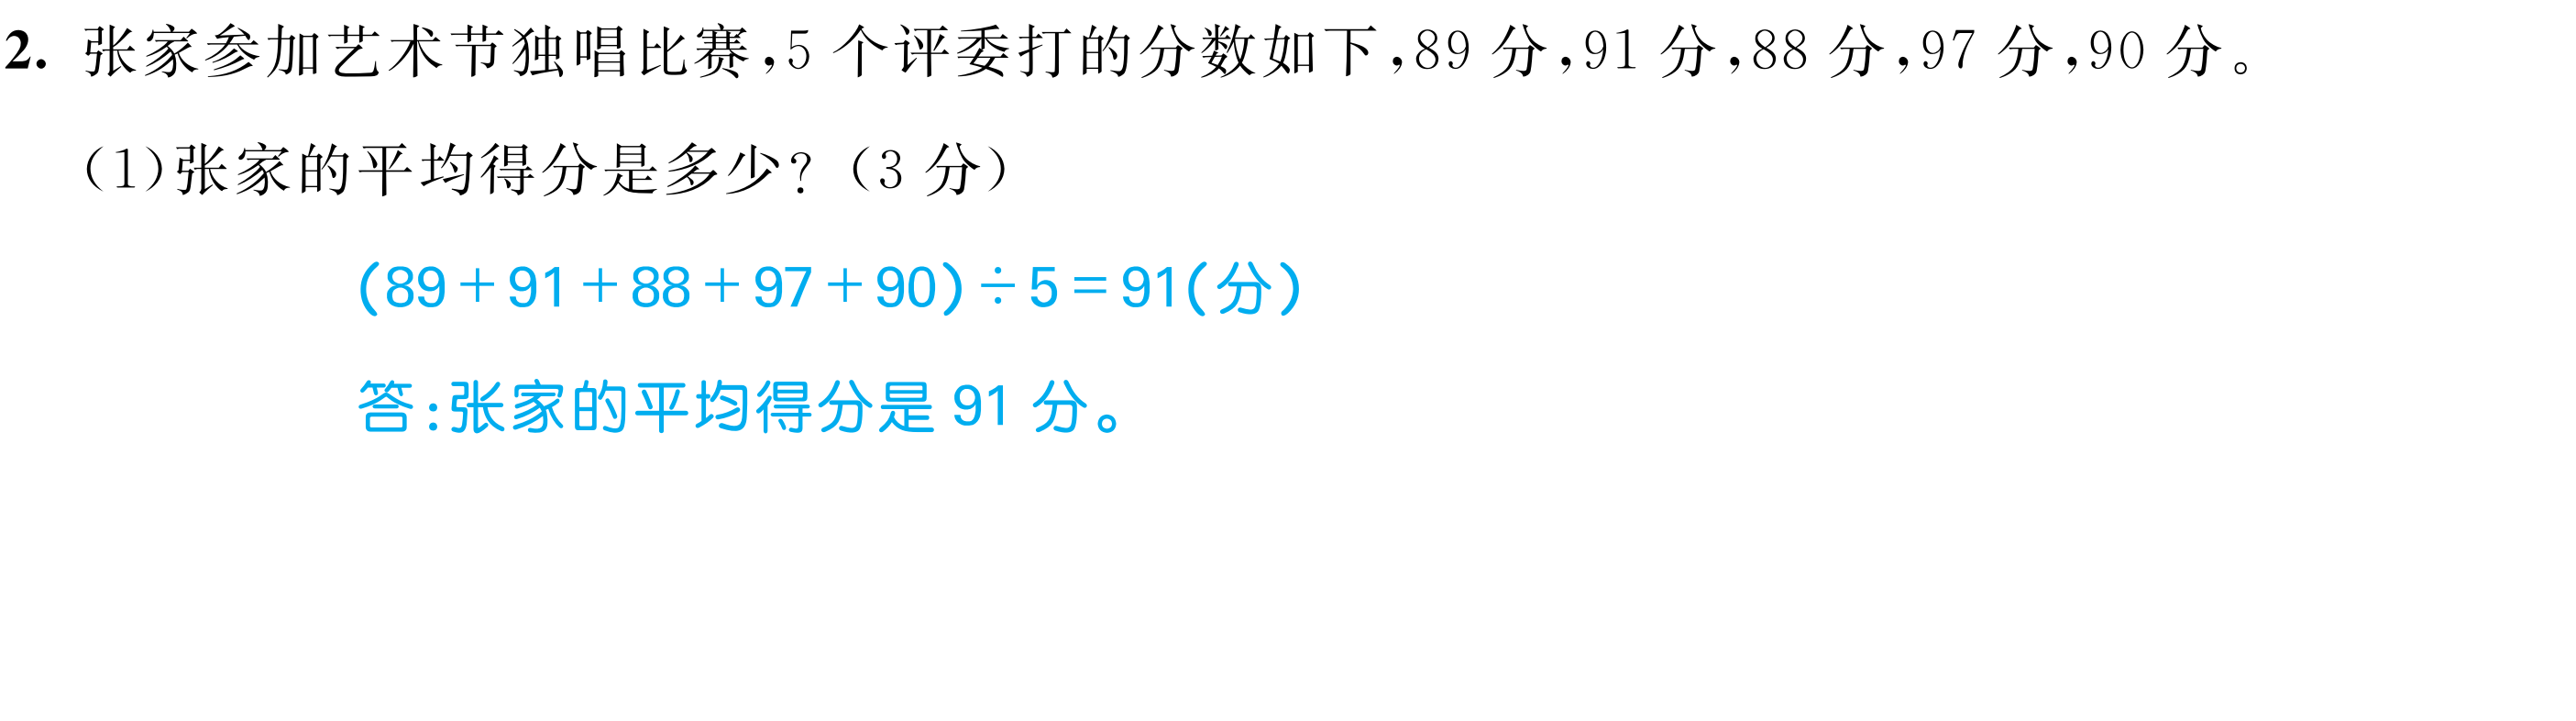 2. 张家参加艺术节独唱比赛,5 个评委打的分数如下,89 分,91 分,88 分,97 分,90 分。
(1)张家的平均得分是多少?(3 分)
(89+91+88+97+90)÷5=91(分)
答:张家的平均得分是 91 分。